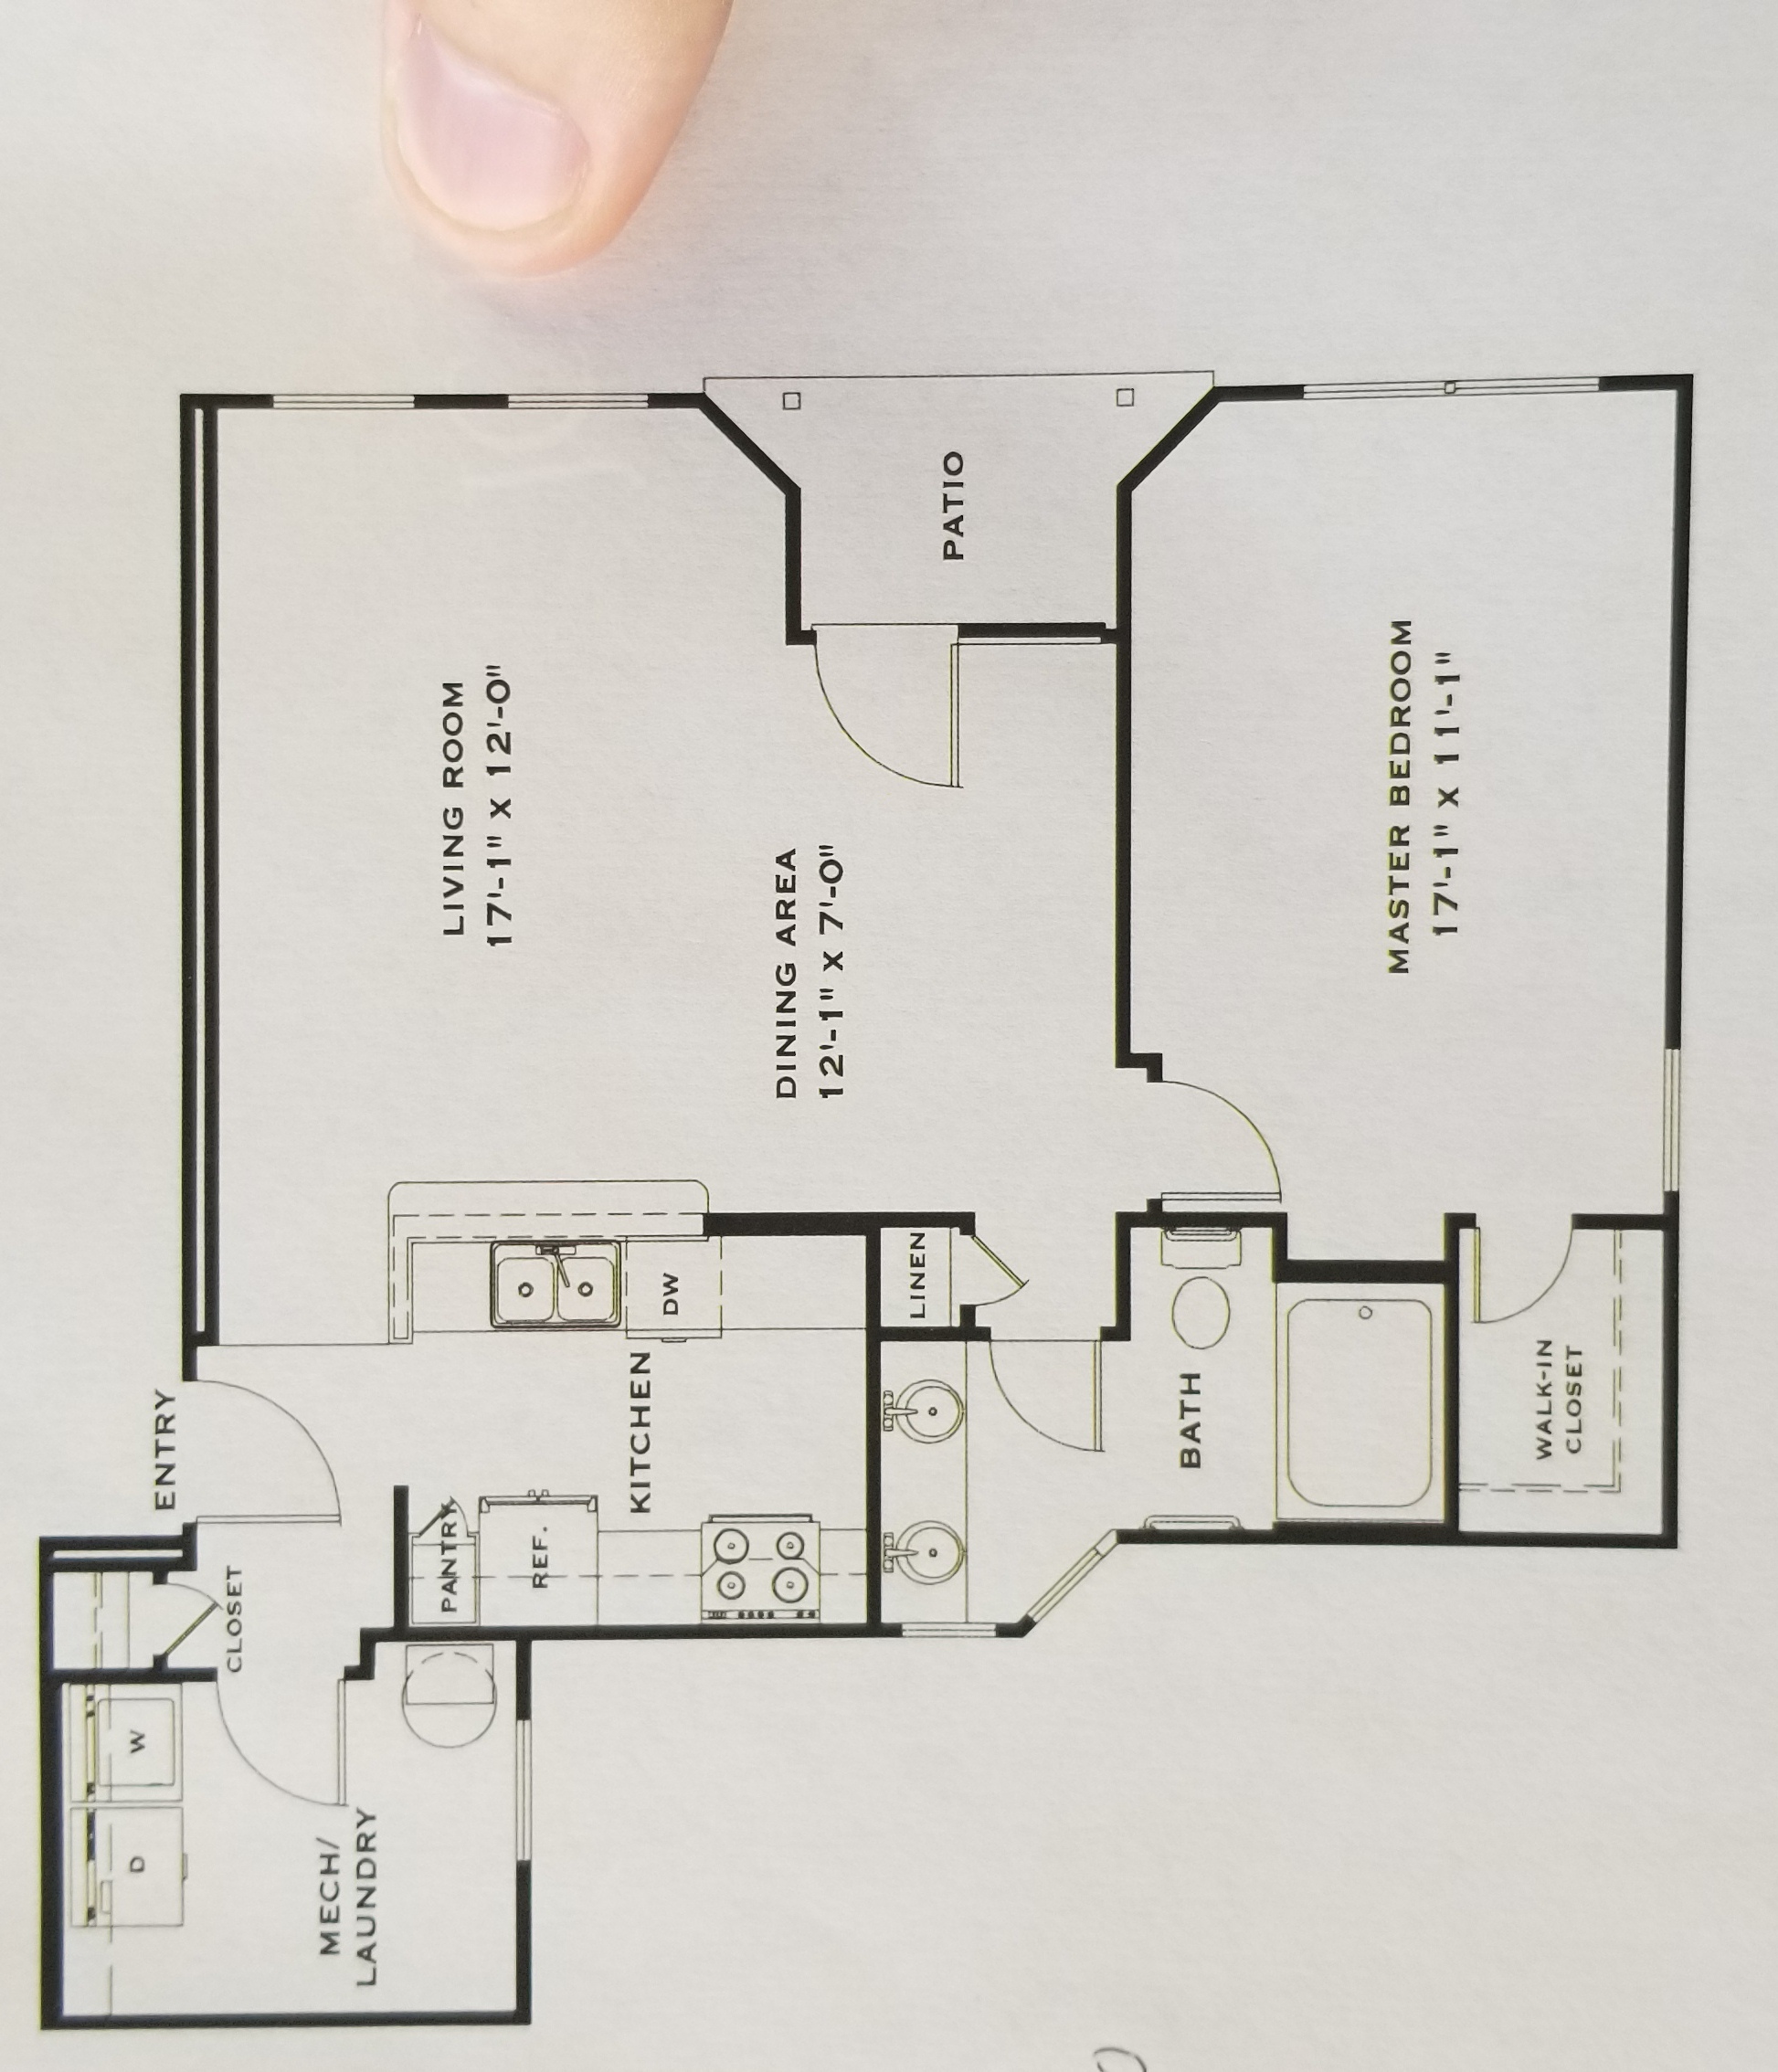 D
W
ENTRY
CLOSET
MECH/
LAUNDRY
PANTRY
REF.
KITCHEN
DW
LIVING ROOM
17'-1" X 12'-0"
DINING AREA
12'-1" X 7'-0"
LINEN
PATIO
BATH
MASTER BEDROOM
17'-1" X 11'-1"
WALK-IN
CLOSET